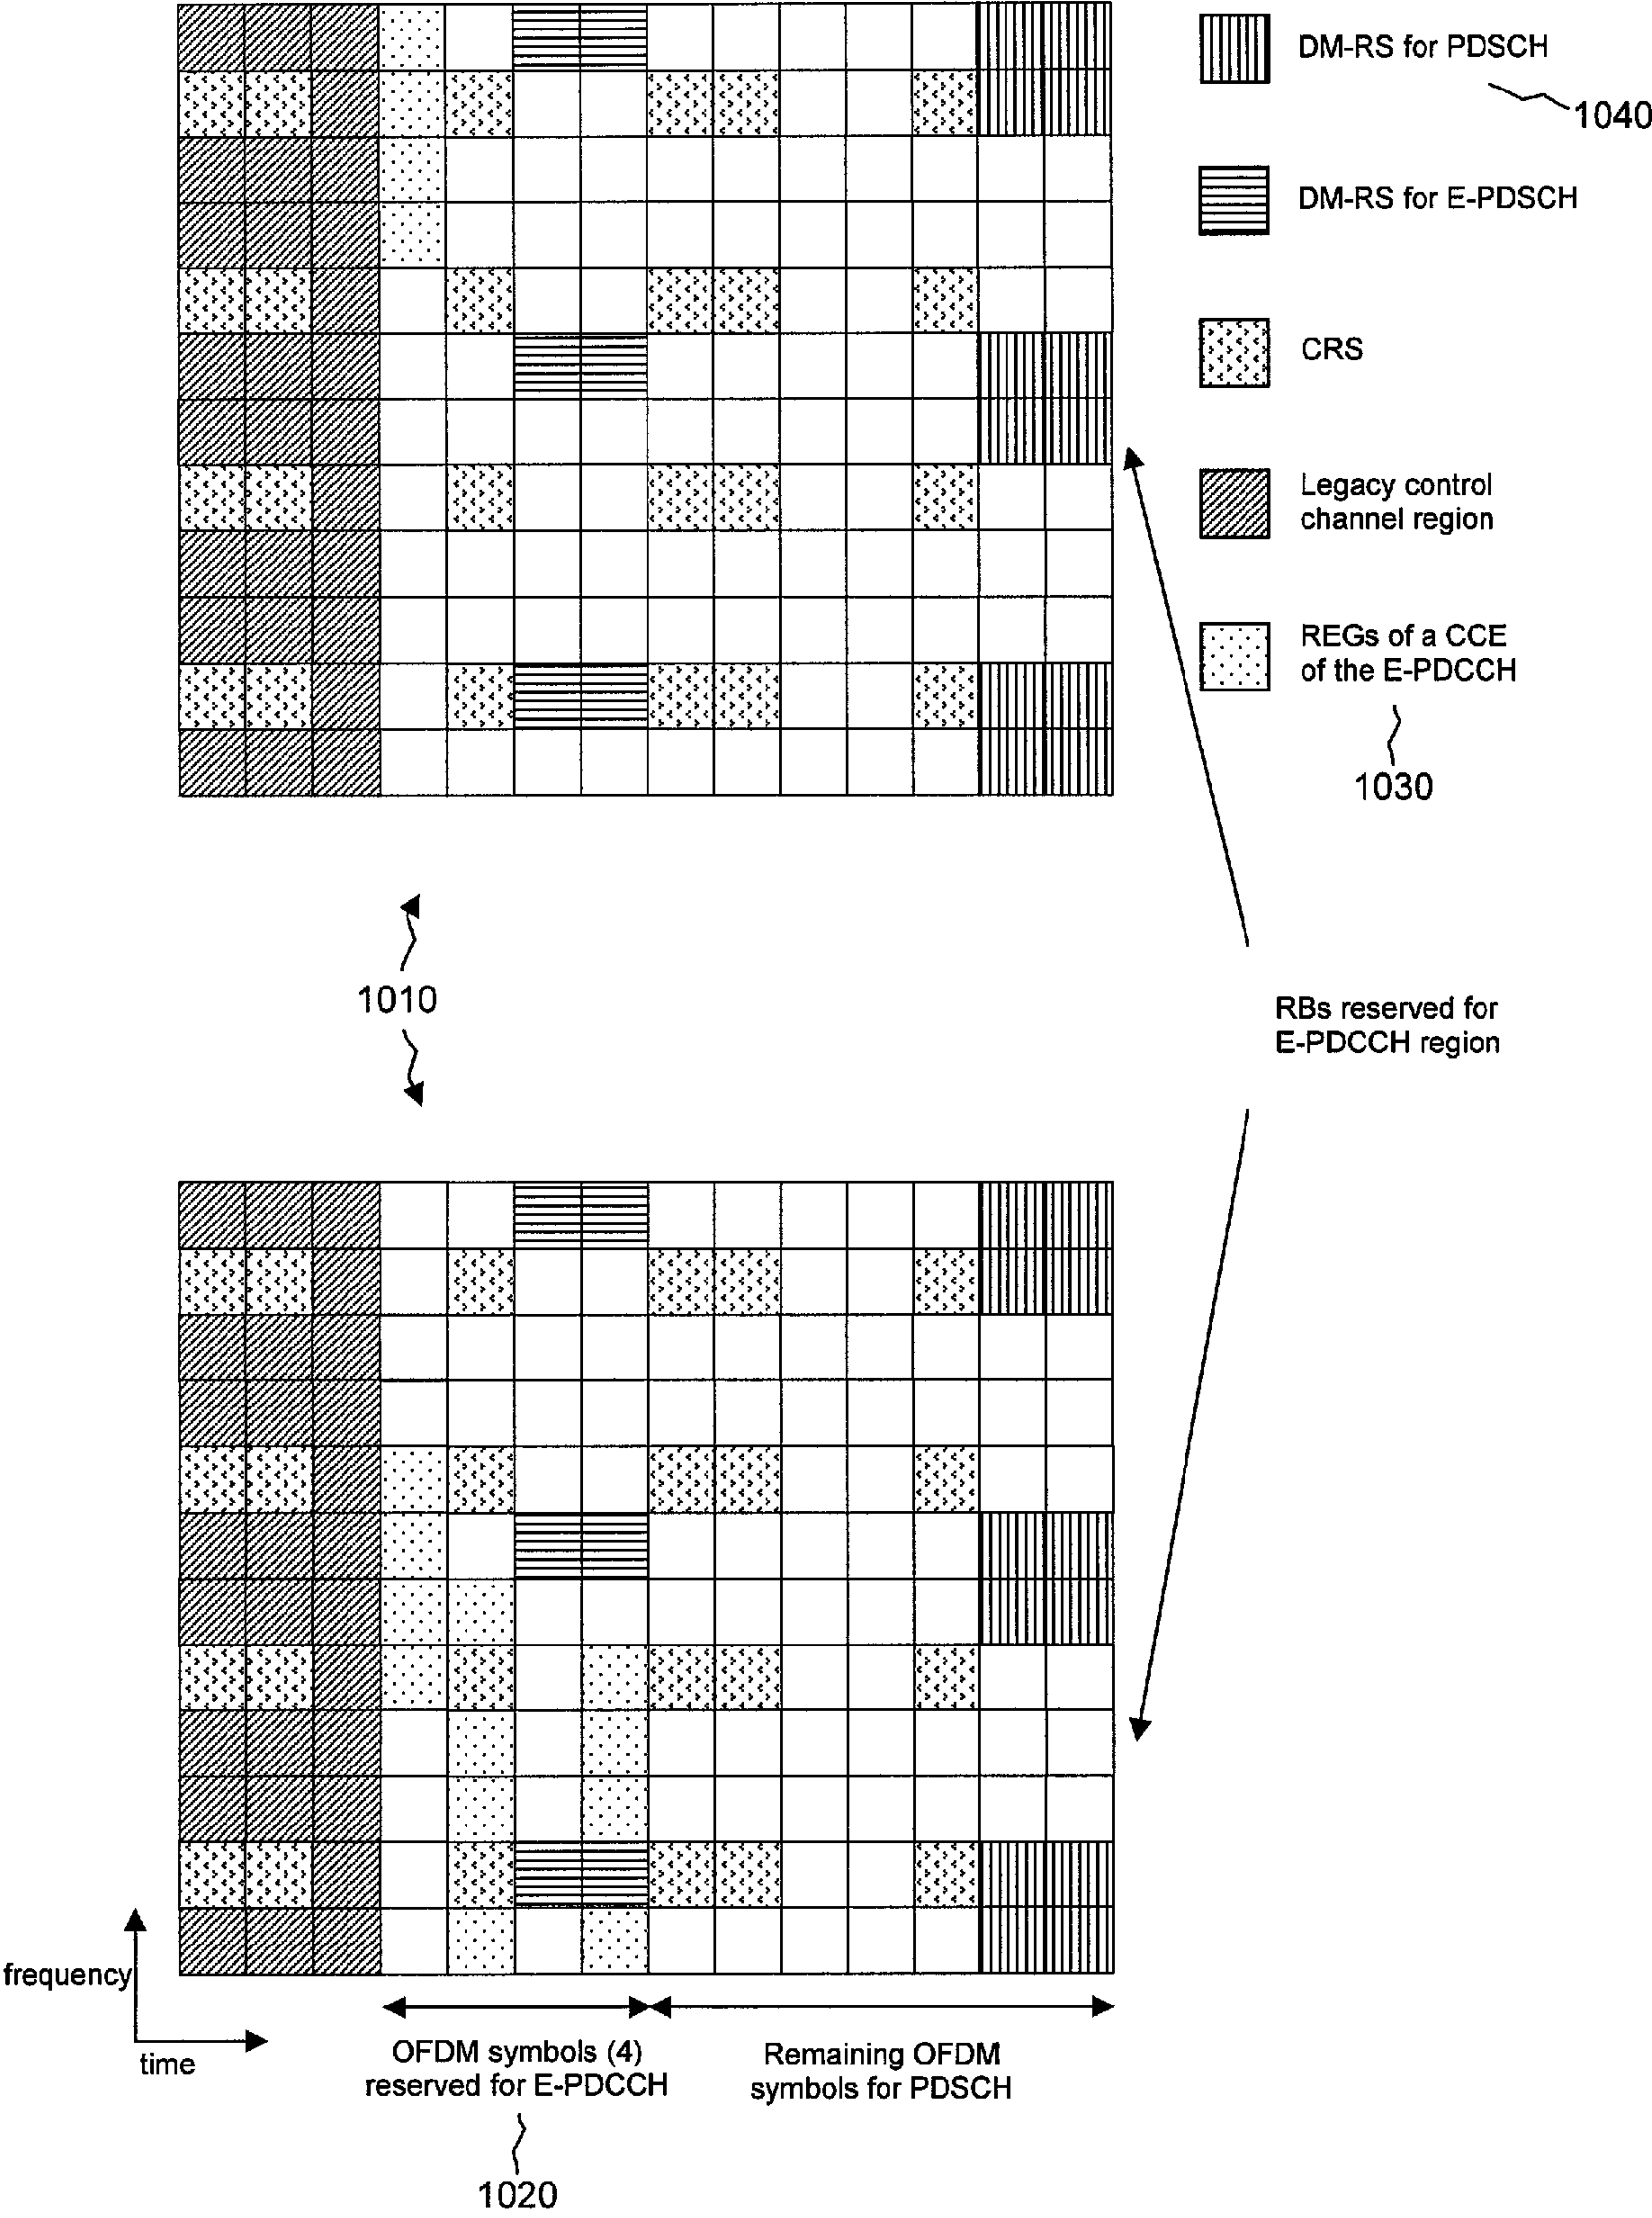 DM-RS for PDSCH
1040
DM-RS for E-PDSCH
CRS
Legacy control
channel region
REGs of a CCE
of the E-PDCCH
1030
1010
RBs reserved for
E-PDCCH region
frequency
time
OFDM symbols (4)
reserved for E-PDCCH
Remaining OFDM
symbols for PDSCH
1020